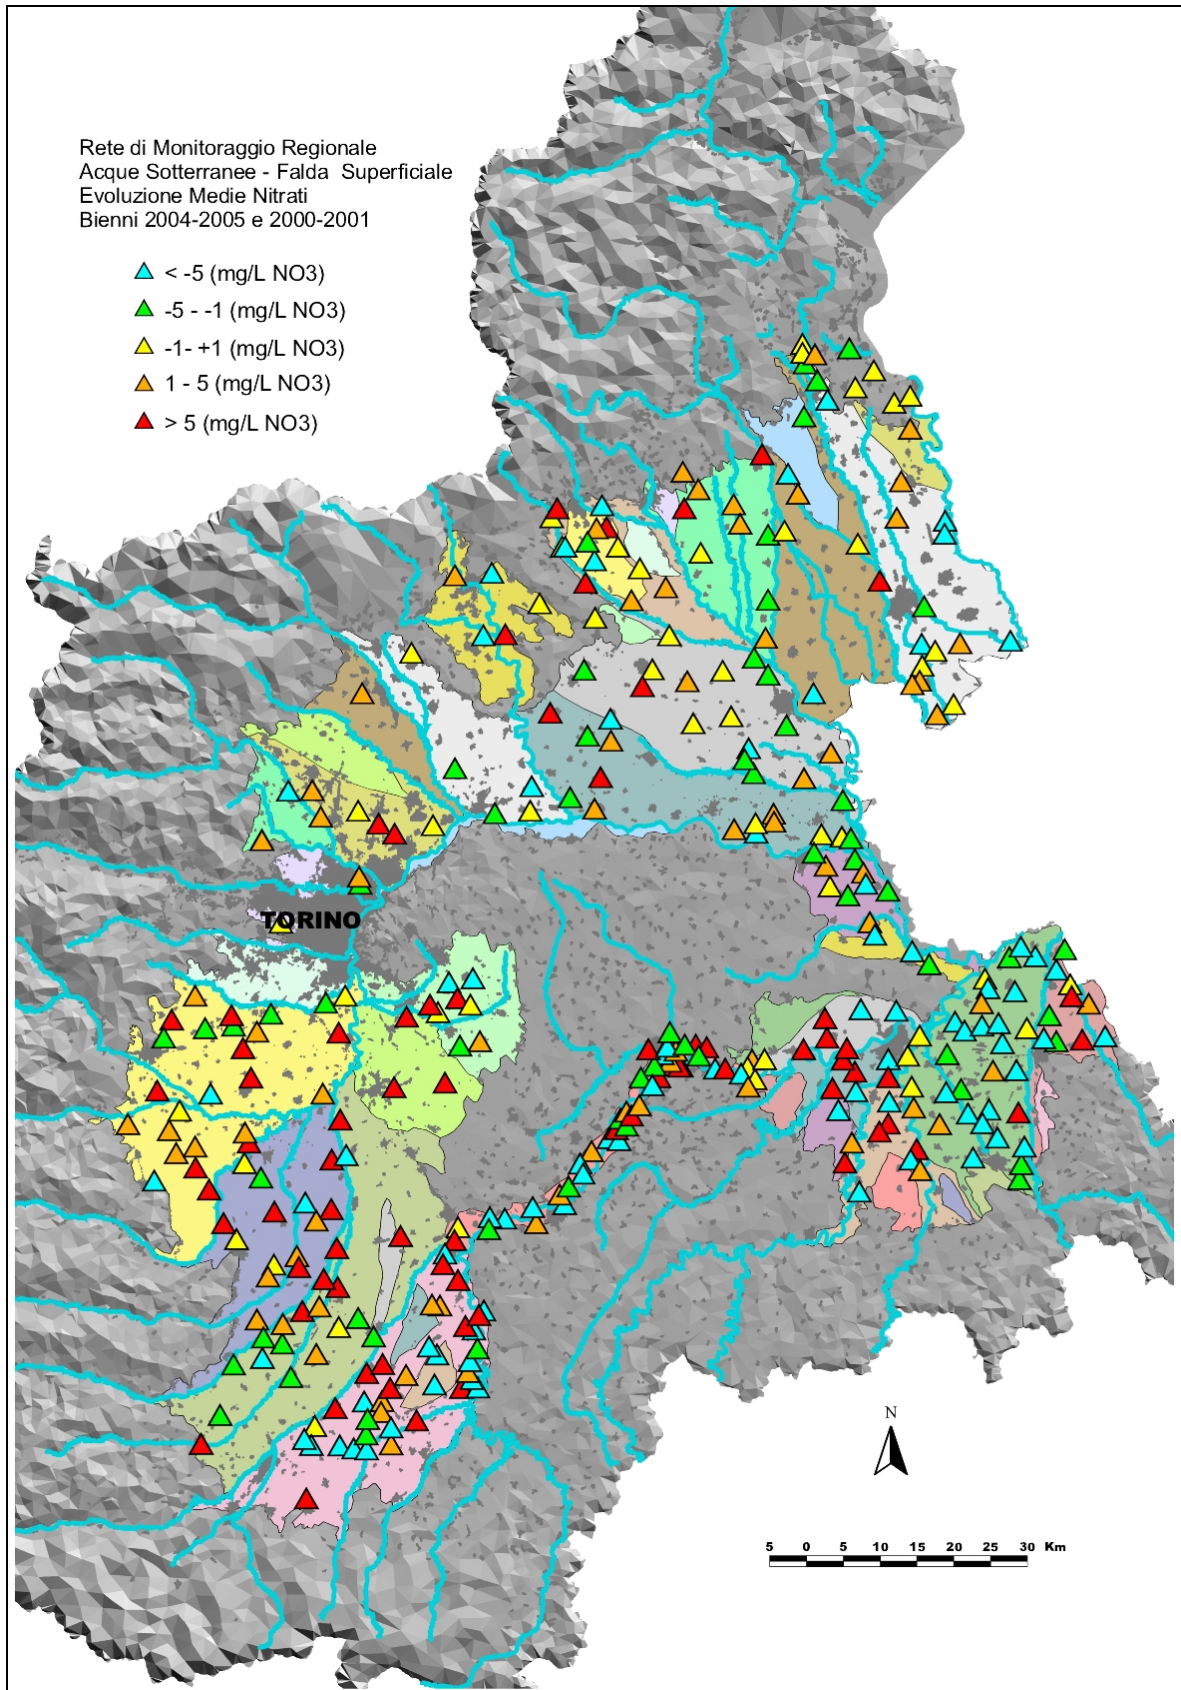 Rete di Monitoraggio Regionale
Acque Sotterranee - Falda Superficiale
Evoluzione Medie Nitrati
Bienni 2004-2005 e 2000-2001
< -5 (mg/L NO3)
-5 - -1 (mg/L NO3)
-1- +1 (mg/L NO3)
1 - 5 (mg/L NO3)
> 5 (mg/L NO3)
TORINO
N
5 0 5 10 15 20 25 30 Km